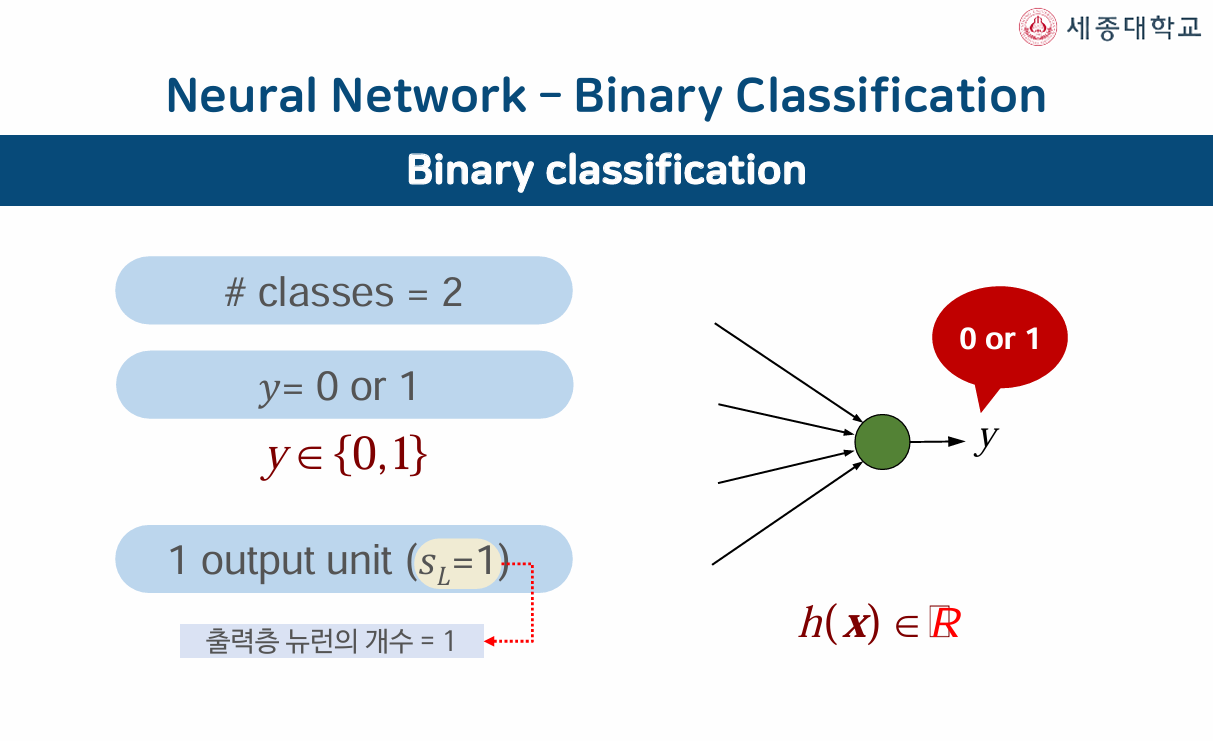 세종대학교
Neural Network – Binary Classification
Binary classification
# classes = 2
y= 0 or 1
y ∈ {0,1}
1 output unit (s_L=1)
출력층 뉴런의 개수 = 1
0 or 1
y
h(x) ∈ R